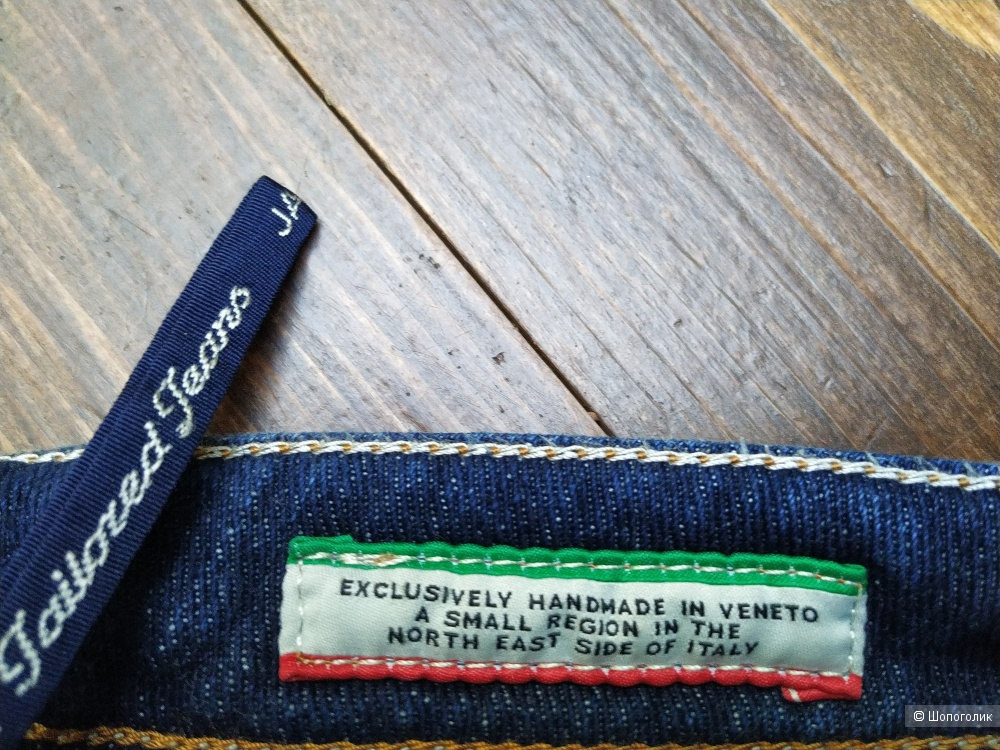 Tailored Jeans
EXCLUSIVELY HANDMADE IN VENETO
A SMALL REGION IN THE
NORTH EAST SIDE OF ITALY
© Шопоголик